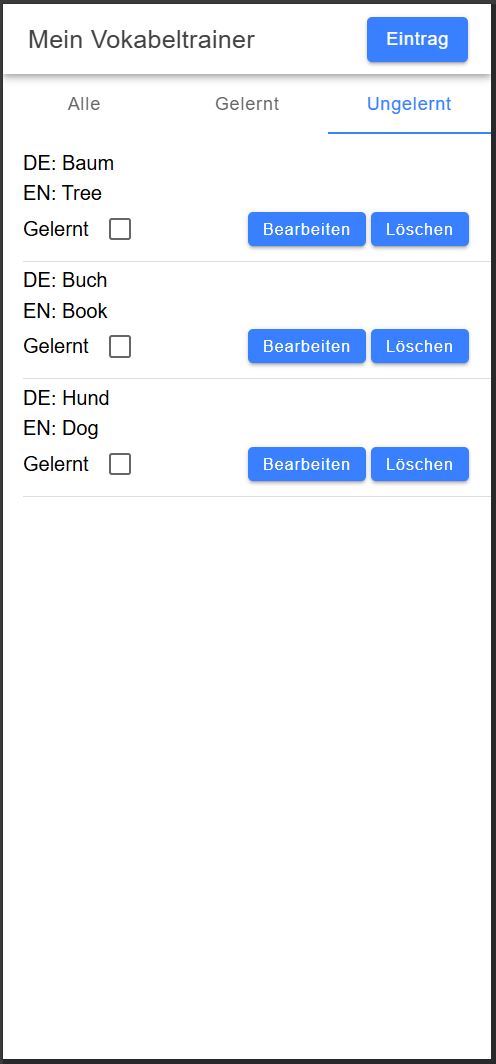 Mein Vokabeltrainer Eintrag
Alle Gelernt Ungelernt
DE: Baum
EN: Tree
Gelernt Bearbeiten Löschen
DE: Buch
EN: Book
Gelernt Bearbeiten Löschen
DE: Hund
EN: Dog
Gelernt Bearbeiten Löschen